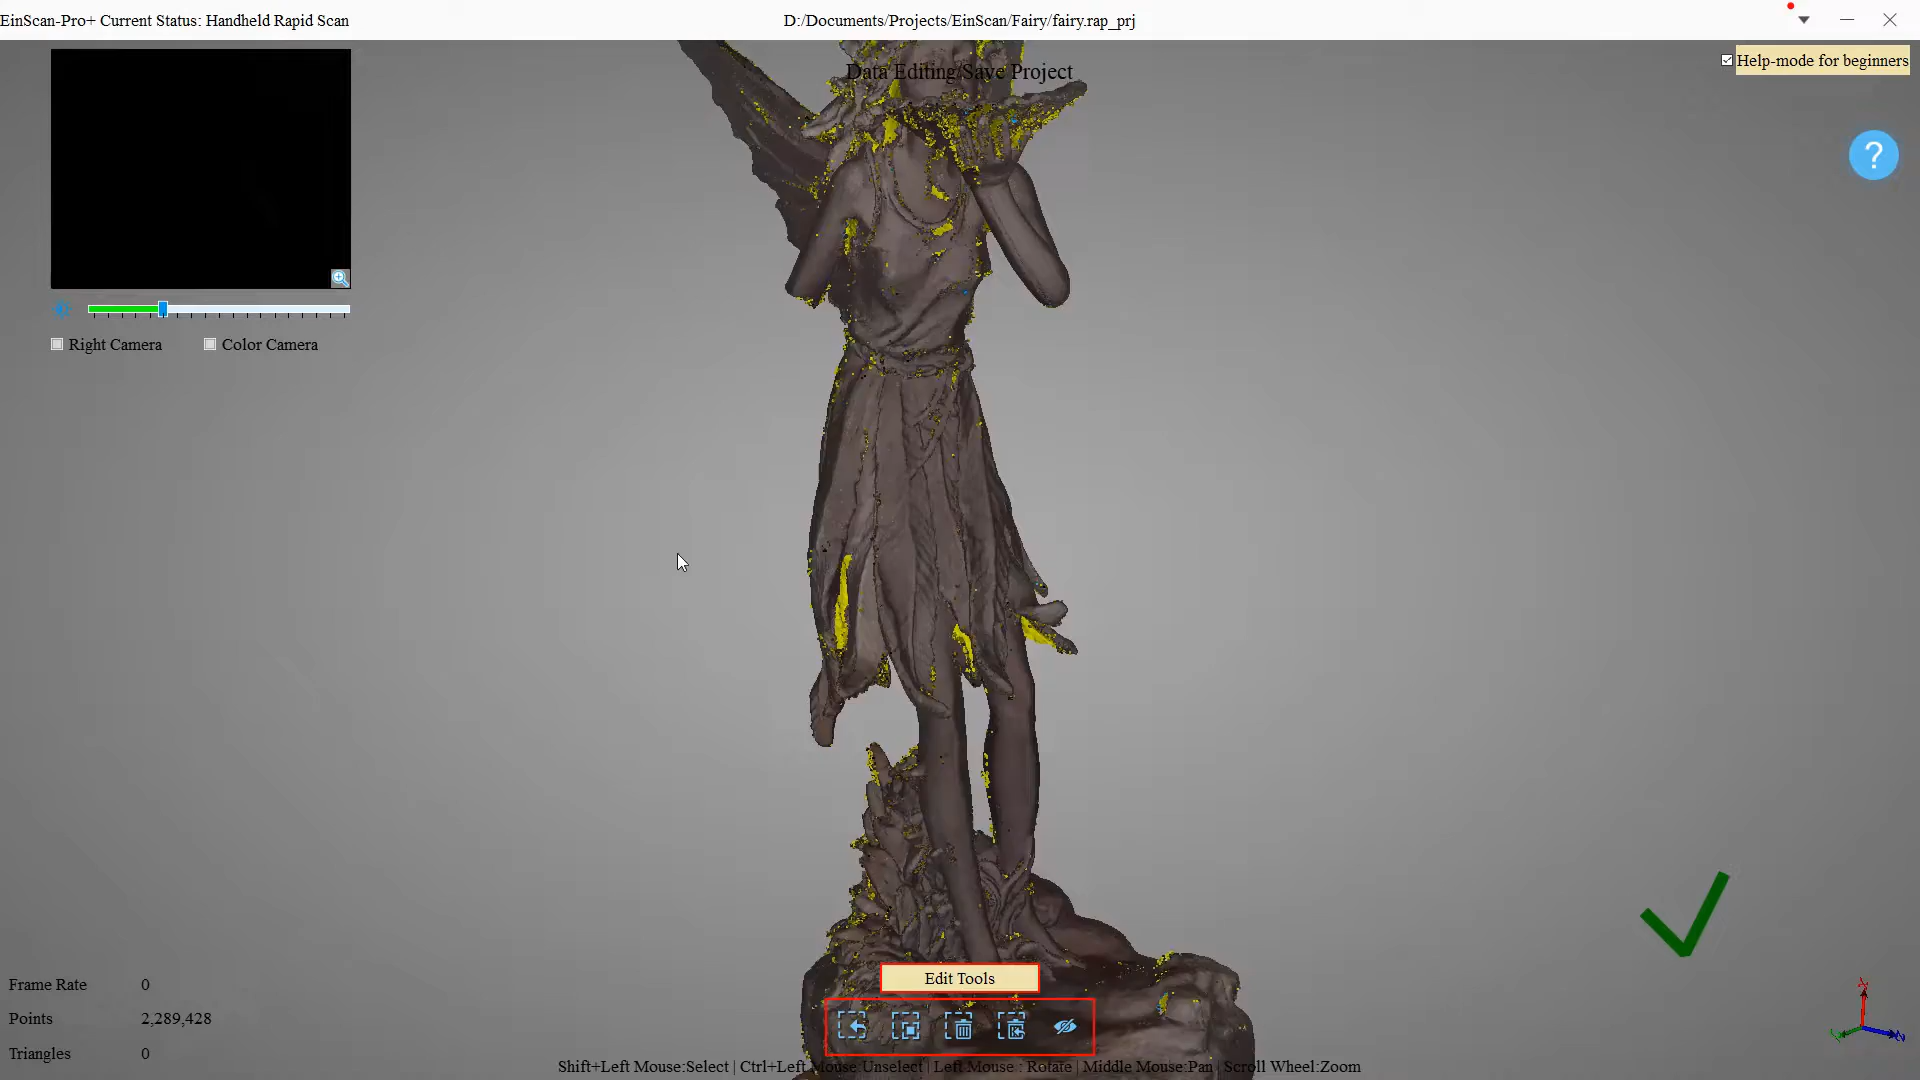 EinScan-Pro+ Current Status: Handheld Rapid Scan
D:/Documents/Projects/EinScan/Fairy/fairy.rap_prj
Data Editing/Save Project
Help-mode for beginners
?
Right Camera
Color Camera
Frame Rate 0
Points 2,289,428
Triangles 0
Edit Tools
Shift+Left Mouse:Select | Ctrl+Left Mouse:Unselect | Left Mouse : Rotate | Middle Mouse:Pan | Scroll Wheel:Zoom